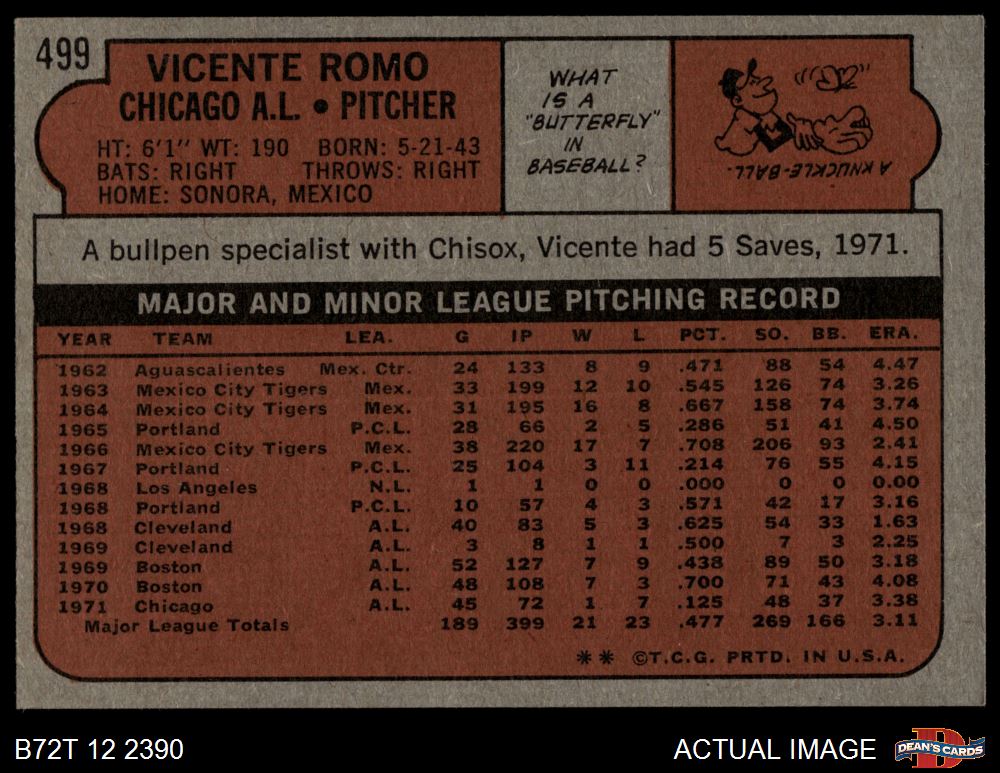 499
VICENTE ROMO
CHICAGO A.L. • PITCHER
HT: 6'1" WT: 190 BORN: 5-21-43
BATS: RIGHT THROWS: RIGHT
HOME: SONORA, MEXICO
WHAT
IS A
"BUTTERFLY"
IN
BASEBALL?
A KNUCKLE-BALL.
A bullpen specialist with Chisox, Vicente had 5 Saves, 1971.
MAJOR AND MINOR LEAGUE PITCHING RECORD
YEAR TEAM LEA. G IP W L PCT. SO. BB. ERA.
1962 Aguascalientes Mex. Ctr. 24 133 8 9 .471 88 54 4.47
1963 Mexico City Tigers Mex. 33 199 12 10 .545 126 74 3.26
1964 Mexico City Tigers Mex. 31 195 16 8 .667 158 74 3.74
1965 Portland P.C.L. 28 66 2 5 .286 51 41 4.50
1966 Mexico City Tigers Mex. 38 220 17 7 .708 206 93 2.41
1967 Portland P.C.L. 25 104 3 11 .214 76 55 4.15
1968 Los Angeles N.L. 1 1 0 0 .000 0 0 0.00
1968 Portland P.C.L. 10 57 4 3 .571 42 17 3.16
1968 Cleveland A.L. 40 83 5 3 .625 54 33 1.63
1969 Cleveland A.L. 3 8 1 1 .500 7 3 2.25
1969 Boston A.L. 52 127 7 9 .438 89 50 3.18
1970 Boston A.L. 48 108 7 3 .700 71 43 4.08
1971 Chicago A.L. 45 72 1 7 .125 48 37 3.38
Major League Totals 189 399 21 23 .477 269 166 3.11
** ©T.C.G. PRTD. IN U.S.A.
B72T 12 2390
ACTUAL IMAGE
D
DEAN'S CARDS